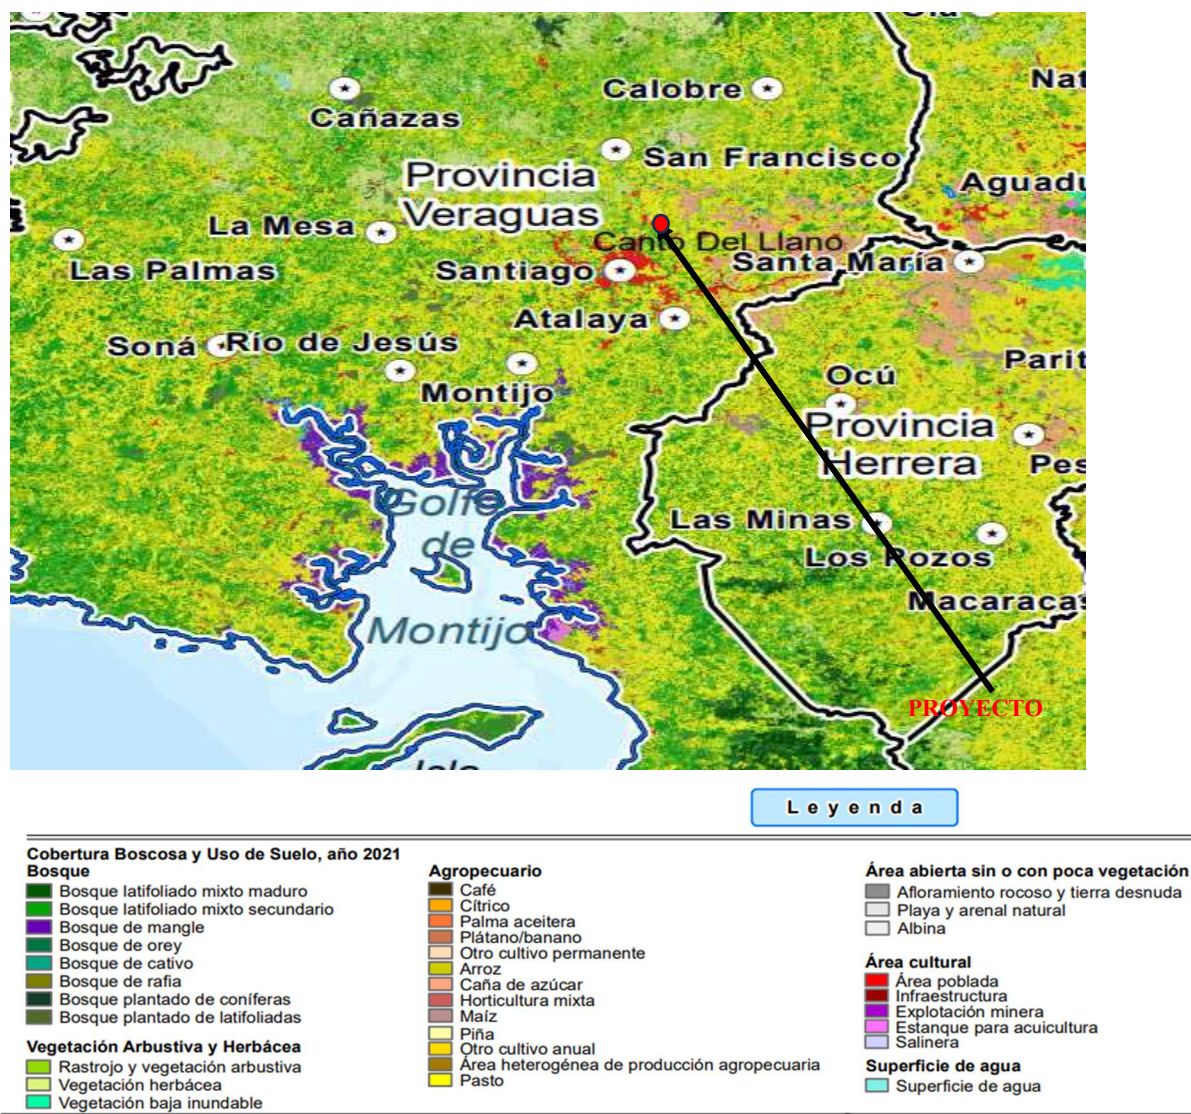 Cañazas
Calobre
Nat
San Francisco
Provincia
Veraguas
Aguadu
La Mesa
Canto Del Llano
Las Palmas
Santiago
Santa María
Atalaya
Soná
Río de Jesús
Montijo
Parit
Ocú
Provincia
Herrera
Pes
Golfo
de
Montijo
Las Minas
Los Pozos
Macaracas
PROYECTO
Leyenda
Cobertura Boscosa y Uso de Suelo, año 2021
Bosque
Bosque latifoliado mixto maduro
Bosque latifoliado mixto secundario
Bosque de mangle
Bosque de orey
Bosque de cativo
Bosque de rafia
Bosque plantado de coníferas
Bosque plantado de latifoliadas
Vegetación Arbustiva y Herbácea
Rastrojo y vegetación arbustiva
Vegetación herbácea
Vegetación baja inundable
Agropecuario
Café
Cítrico
Palma aceitera
Plátano/banano
Otro cultivo permanente
Arroz
Caña de azúcar
Horticultura mixta
Maíz
Piña
Otro cultivo anual
Área heterogénea de producción agropecuaria
Pasto
Área abierta sin o con poca vegetación
Afloramiento rocoso y tierra desnuda
Playa y arenal natural
Albina
Área cultural
Área poblada
Infraestructura
Explotación minera
Estanque para acuicultura
Salinera
Superficie de agua
Superficie de agua